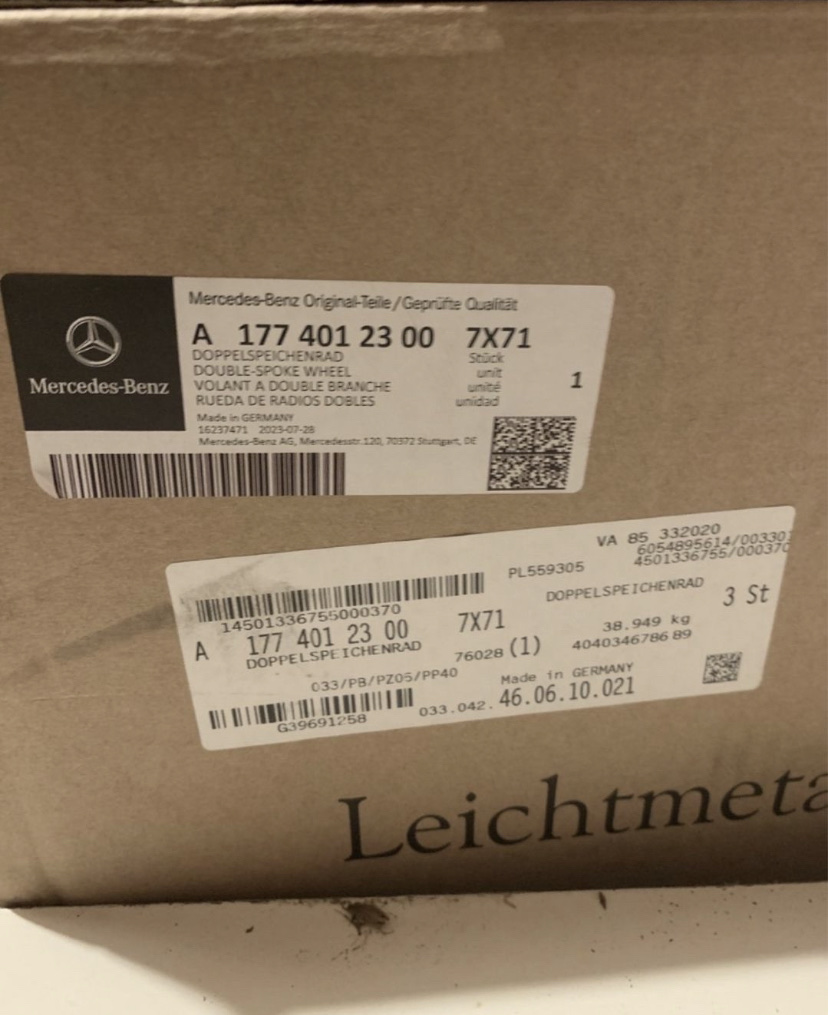 Mercedes-Benz Original-Teile/Geprüfte Qualität
A 177 401 23 00 7X71
DOPPELSPEICHENRAD Stück
DOUBLE-SPOKE WHEEL unit
VOLANT A DOUBLE BRANCHE unité 1
RUEDA DE RADIOS DOBLES unidad
Mercedes-Benz
Made in GERMANY
16237471 2023-07-28
Mercedes-Benz AG, Mercedesstr.120, 70372 Stuttgart, DE
VA 85 332020
6054895614/00330
4501336755/000370
PL559305
DOPPELSPEICHENRAD 3 St
14501336755000370
A 177 401 23 00 7X71
DOPPELSPEICHENRAD 76028 (1)
38.949 kg
4040346786 89
033/PB/PZ05/PP40
Made in GERMANY
G39691258 033.042. 46.06.10.021
Leichtmeta